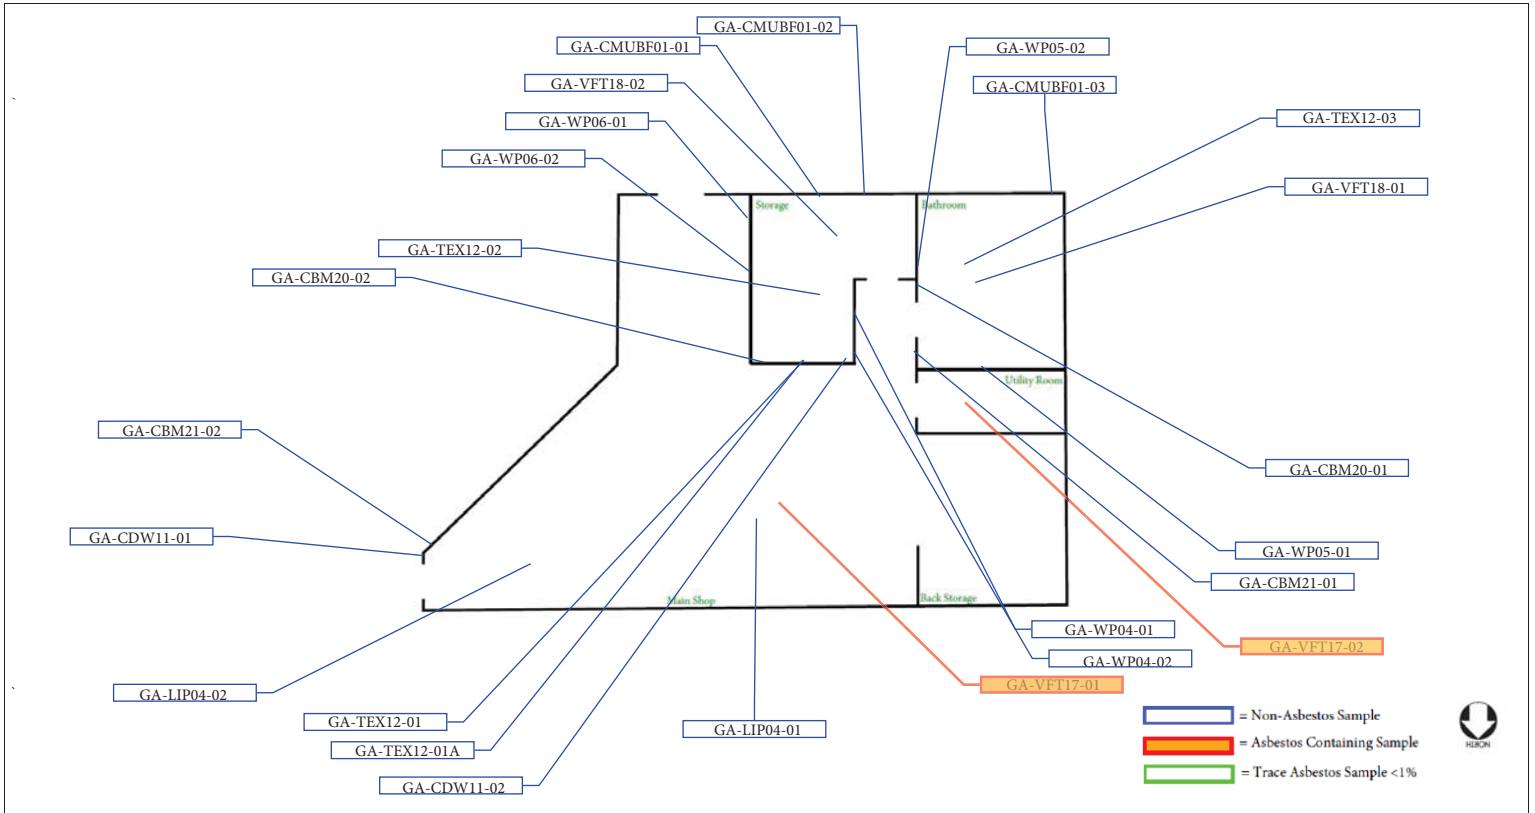 GA-CMUBF01-02
GA-CMUBF01-01
GA-WP05-02
GA-VFT18-02
GA-CMUBF01-03
GA-WP06-01
GA-TEX12-03
GA-WP06-02
GA-VFT18-01
Storage
Bathroom
GA-TEX12-02
GA-CBM20-02
Utility Room
GA-CBM21-02
GA-CBM20-01
GA-CDW11-01
GA-WP05-01
GA-CBM21-01
Main Shop
Back Storage
GA-WP04-01
GA-VFT17-02
GA-WP04-02
GA-VFT17-01
GA-LIP04-02
GA-TEX12-01
GA-LIP04-01
GA-TEX12-01A
GA-CDW11-02
= Non-Asbestos Sample
= Asbestos Containing Sample
= Trace Asbestos Sample <1%
NORTH